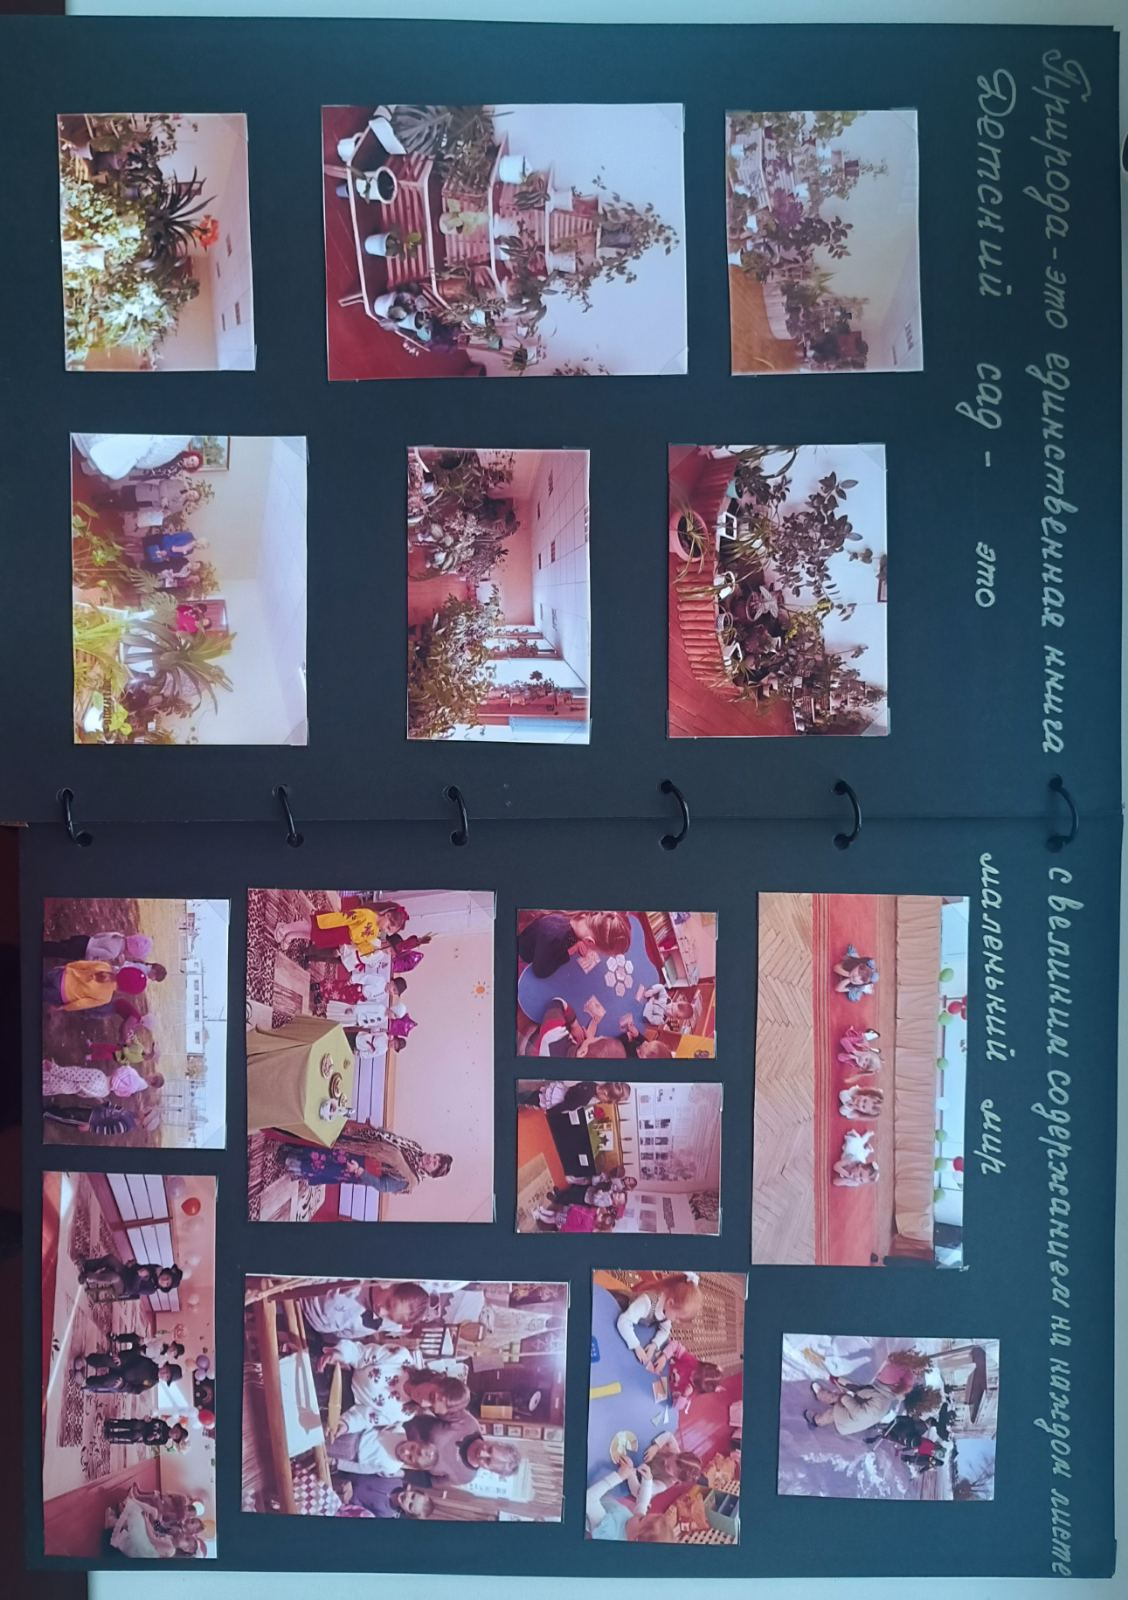 Природа - это единственная книга с великим содержанием на каждом листе
Детский сад - это маленький мир